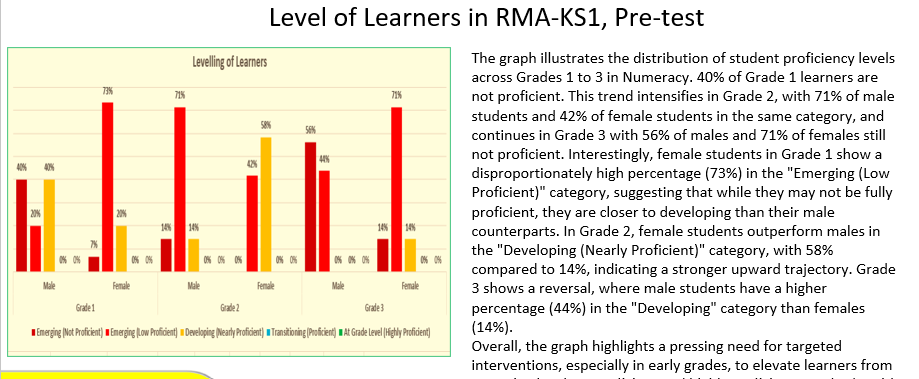 Level of Learners in RMA-KS1, Pre-test
Levelling of Learners
40% 20% 40% 0% 0% 7% 73% 20% 0% 0% 14% 71% 14% 0% 0% 42% 58% 0% 0% 56% 44% 0% 0% 0% 14% 71% 14% 0% 0%
Male Female Male Female Male Female
Grade 1 Grade 2 Grade 3
Emerging (Not Proficient) Emerging (Low Proficient) Developing (Nearly Proficient) Transitioning (Proficient) At Grade Level (Highly Proficient)
The graph illustrates the distribution of student proficiency levels
across Grades 1 to 3 in Numeracy. 40% of Grade 1 learners are
not proficient. This trend intensifies in Grade 2, with 71% of male
students and 42% of female students in the same category, and
continues in Grade 3 with 56% of males and 71% of females still
not proficient. Interestingly, female students in Grade 1 show a
disproportionately high percentage (73%) in the "Emerging (Low
Proficient)" category, suggesting that while they may not be fully
proficient, they are closer to developing than their male
counterparts. In Grade 2, female students outperform males in
the "Developing (Nearly Proficient)" category, with 58%
compared to 14%, indicating a stronger upward trajectory. Grade
3 shows a reversal, where male students have a higher
percentage (44%) in the "Developing" category than females
(14%).
Overall, the graph highlights a pressing need for targeted
interventions, especially in early grades, to elevate learners from